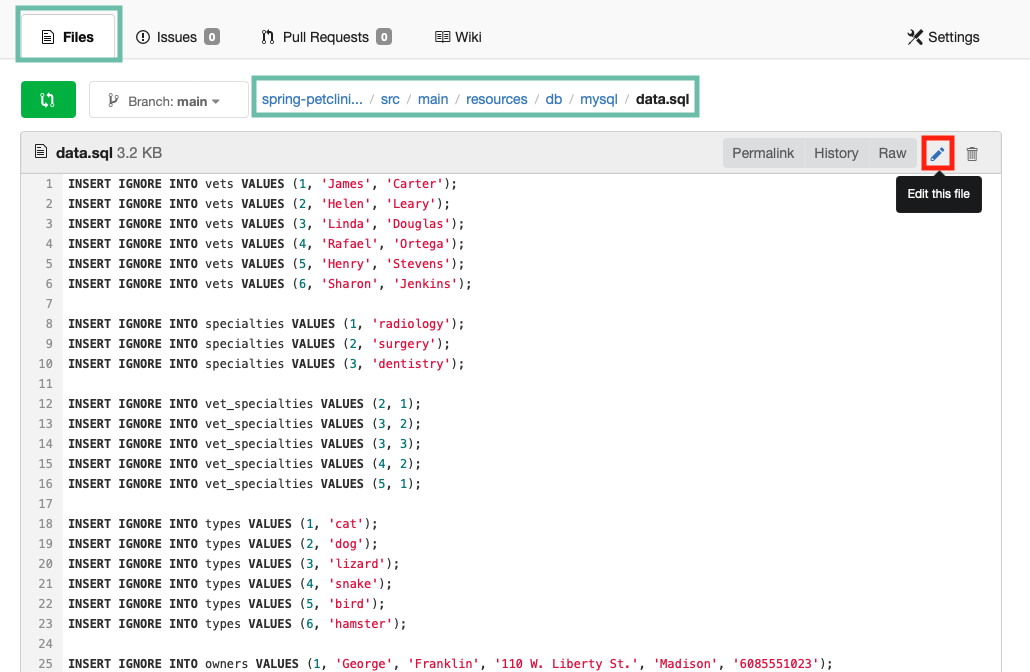 Files Issues 0 Pull Requests 0 Wiki Settings
Branch: main spring-petclini... / src / main / resources / db / mysql / data.sql
data.sql 3.2 KB Permalink History Raw
Edit this file
1 INSERT IGNORE INTO vets VALUES (1, 'James', 'Carter');
2 INSERT IGNORE INTO vets VALUES (2, 'Helen', 'Leary');
3 INSERT IGNORE INTO vets VALUES (3, 'Linda', 'Douglas');
4 INSERT IGNORE INTO vets VALUES (4, 'Rafael', 'Ortega');
5 INSERT IGNORE INTO vets VALUES (5, 'Henry', 'Stevens');
6 INSERT IGNORE INTO vets VALUES (6, 'Sharon', 'Jenkins');
7
8 INSERT IGNORE INTO specialties VALUES (1, 'radiology');
9 INSERT IGNORE INTO specialties VALUES (2, 'surgery');
10 INSERT IGNORE INTO specialties VALUES (3, 'dentistry');
11
12 INSERT IGNORE INTO vet_specialties VALUES (2, 1);
13 INSERT IGNORE INTO vet_specialties VALUES (3, 2);
14 INSERT IGNORE INTO vet_specialties VALUES (3, 3);
15 INSERT IGNORE INTO vet_specialties VALUES (4, 2);
16 INSERT IGNORE INTO vet_specialties VALUES (5, 1);
17
18 INSERT IGNORE INTO types VALUES (1, 'cat');
19 INSERT IGNORE INTO types VALUES (2, 'dog');
20 INSERT IGNORE INTO types VALUES (3, 'lizard');
21 INSERT IGNORE INTO types VALUES (4, 'snake');
22 INSERT IGNORE INTO types VALUES (5, 'bird');
23 INSERT IGNORE INTO types VALUES (6, 'hamster');
24
25 INSERT IGNORE INTO owners VALUES (1, 'George', 'Franklin', '110 W. Liberty St.', 'Madison', '6085551023');